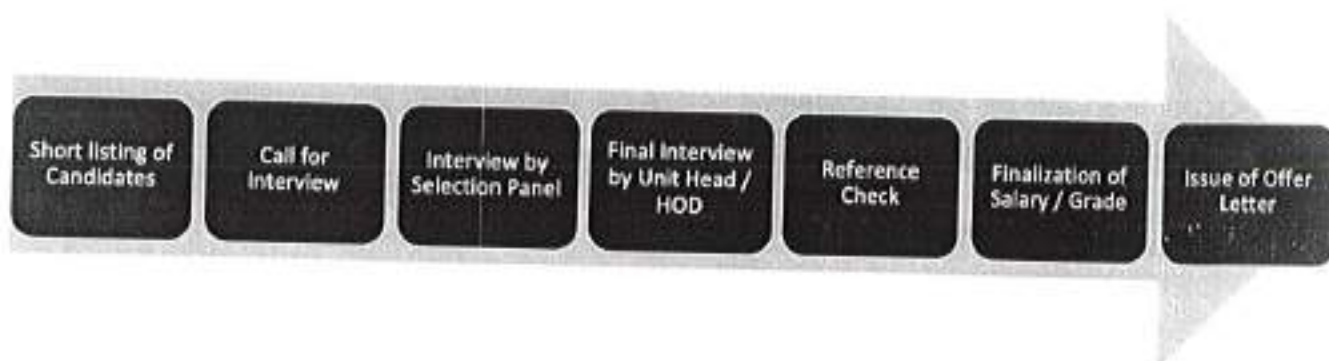 Short listing of
Candidates
Call for
Interview
Interview by
Selection Panel
Final Interview
by Unit Head /
HOD
Reference
Check
Finalization of
Salary / Grade
Issue of Offer
Letter